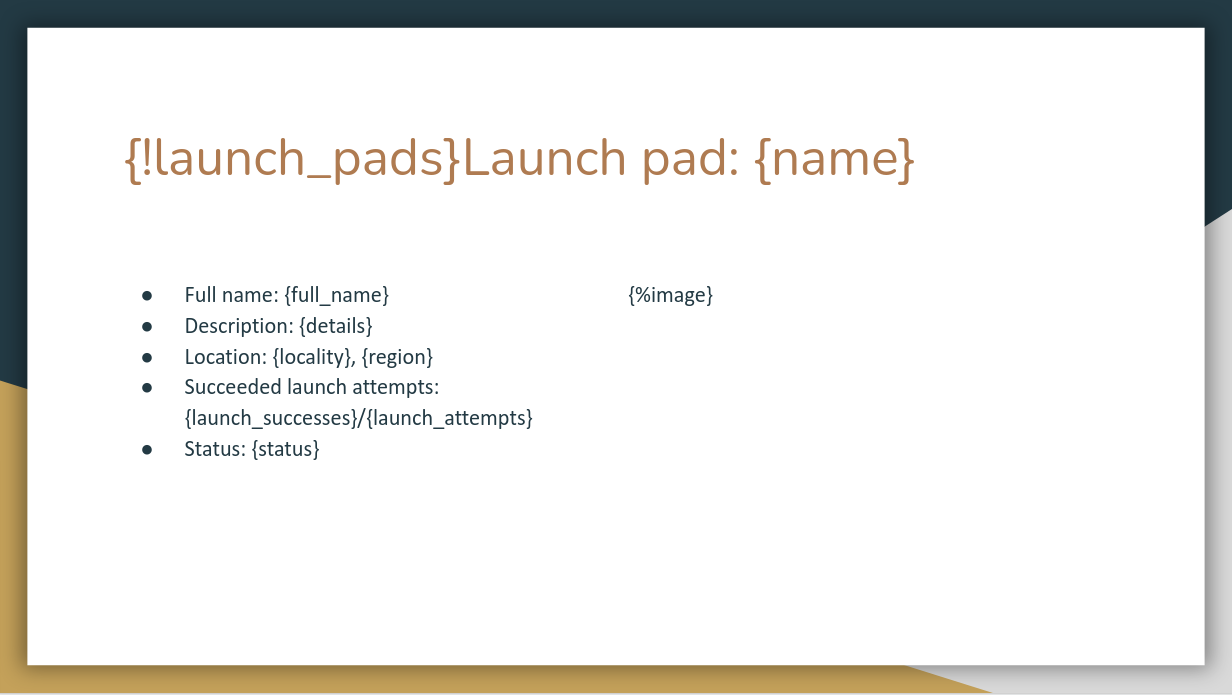 {!launch_pads}Launch pad: {name}
● Full name: {full_name}
● Description: {details}
● Location: {locality}, {region}
● Succeeded launch attempts:
{launch_successes}/{launch_attempts}
● Status: {status}
{%image}